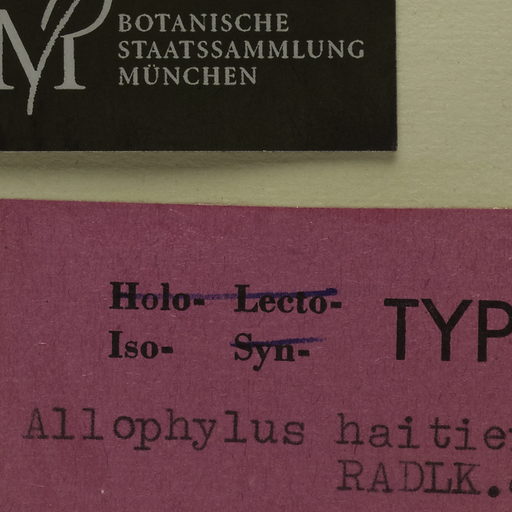 M
BOTANISCHE
STAATSSAMMLUNG
MÜNCHEN
Holo- Lecto-
Iso- Syn-
TYP
Allophylus haitie
RADLK.